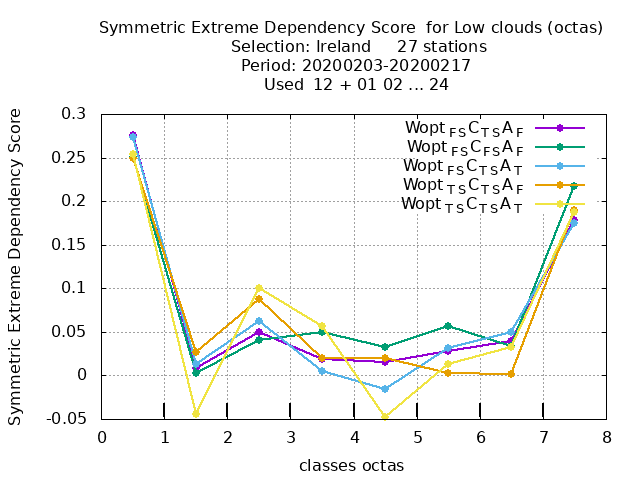 Symmetric Extreme Dependency Score  for Low clouds (octas)
Selection: Ireland     27 stations
Period: 20200203-20200217
Used  12 + 01 02 ... 24
Symmetric Extreme Dependency Score
0.3
0.25
0.2
0.15
0.1
0.05
0
-0.05
Wopt FS C TS A F
Wopt FS C FS A F
Wopt FS C TS A T
Wopt TS C TS A F
Wopt TS C TS A T
0 1 2 3 4 5 6 7 8
classes octas